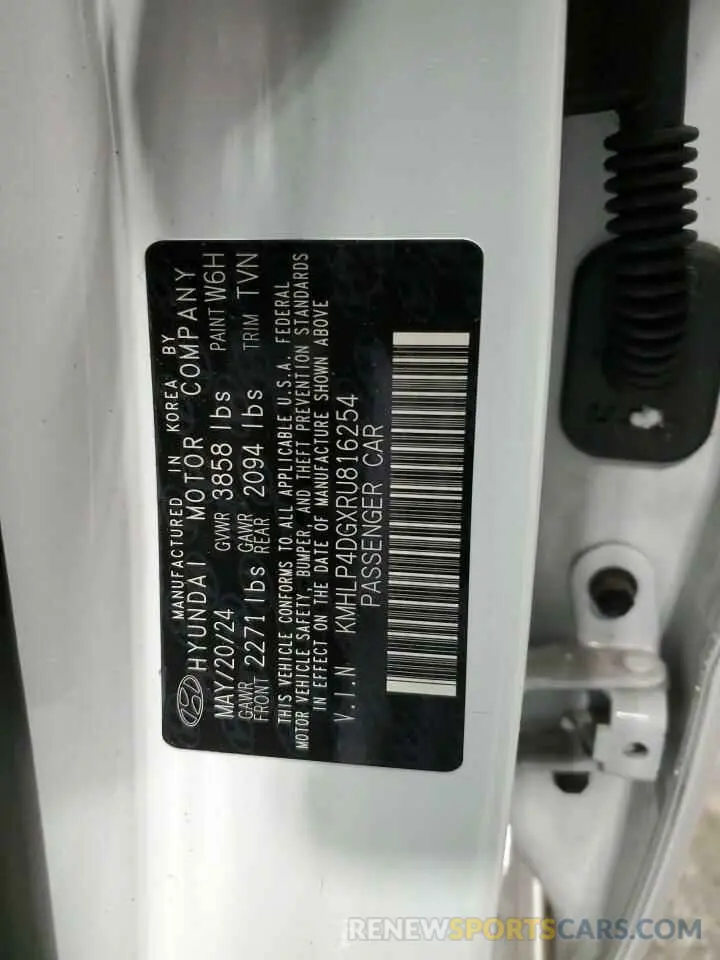 MANUFACTURED IN KOREA BY
HYUNDAI MOTOR COMPANY
MAY/20/24 GVWR 3858 lbs PAINT W6H
GAWR FRONT 2271 lbs GAWR REAR 2094 lbs TRIM TVN
THIS VEHICLE CONFORMS TO ALL APPLICABLE U.S.A. FEDERAL
MOTOR VEHICLE SAFETY, BUMPER, AND THEFT PREVENTION STANDARDS
IN EFFECT ON THE DATE OF MANUFACTURE SHOWN ABOVE
V.I.N KMHLP4DGXRU816254
PASSENGER CAR
RENEWSPORTSCARS.COM